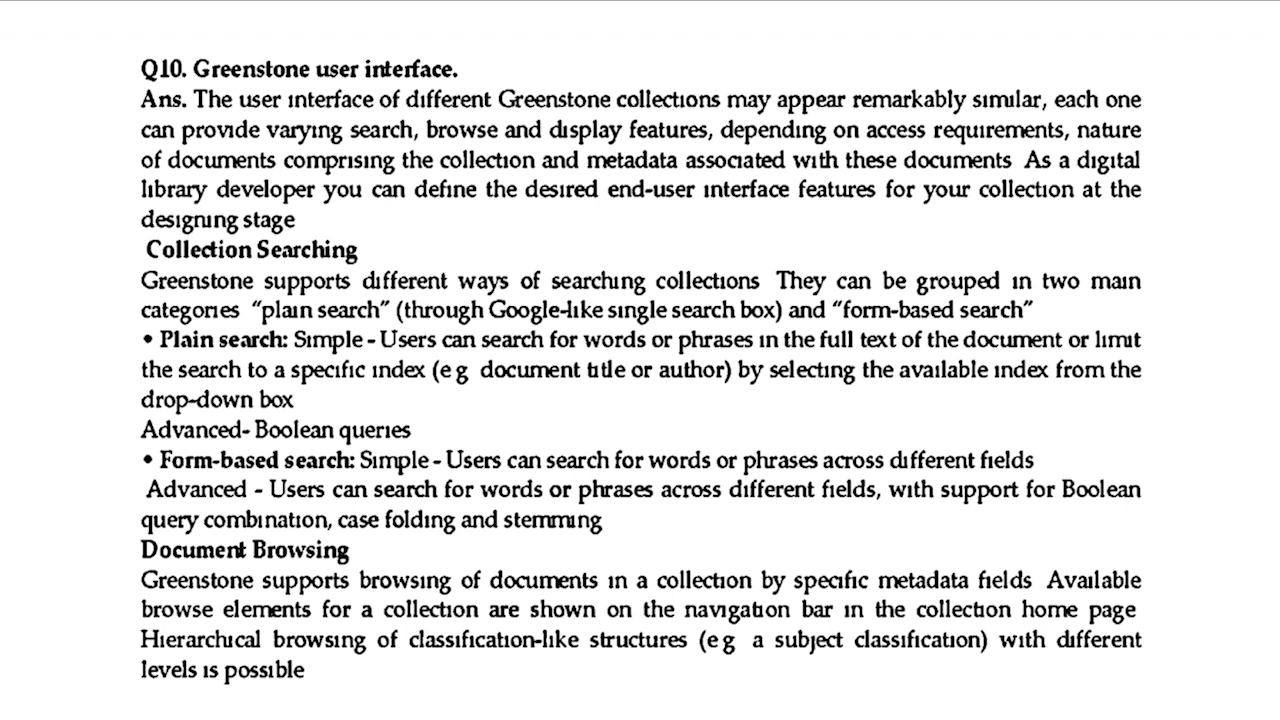 Q10. Greenstone user interface.
Ans. The user interface of different Greenstone collections may appear remarkably similar, each one
can provide varying search, browse and display features, depending on access requirements, nature
of documents comprising the collection and metadata associated with these documents As a digital
library developer you can define the desired end-user interface features for your collection at the
designing stage
Collection Searching
Greenstone supports different ways of searching collections They can be grouped in two main
categories "plain search" (through Google-like single search box) and "form-based search"
• Plain search: Simple - Users can search for words or phrases in the full text of the document or limit
the search to a specific index (e g document title or author) by selecting the available index from the
drop-down box
Advanced- Boolean queries
• Form-based search: Simple - Users can search for words or phrases across different fields
Advanced - Users can search for words or phrases across different fields, with support for Boolean
query combination, case folding and stemming
Document Browsing
Greenstone supports browsing of documents in a collection by specific metadata fields Available
browse elements for a collection are shown on the navigation bar in the collection home page
Hierarchical browsing of classification-like structures (e g a subject classification) with different
levels is possible